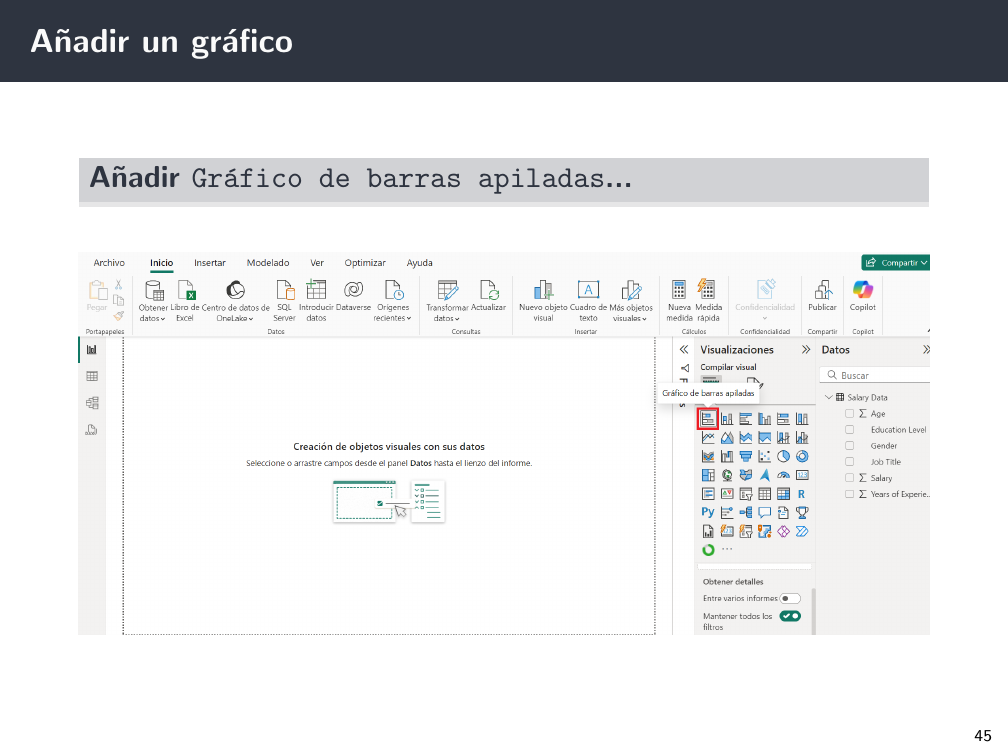 Añadir un gráfico
Añadir Gráfico de barras apiladas...
Archivo Inicio Insertar Modelado Ver Optimizar Ayuda Compartir
Pegar
Obtener datos
Libro de Excel
Centro de datos de OneLake
SQL Server
Introducir datos
Dataverse
Orígenes recientes
Transformar datos
Actualizar
Nuevo objeto visual
Cuadro de texto
Más objetos visuales
Nueva medida
Medida rápida
Confidencialidad
Publicar
Copilot
Portapapeles Datos Consultas Insertar Cálculos Confidencialidad Compartir Copilot
Creación de objetos visuales con sus datos
Seleccione o arrastre campos desde el panel Datos hasta el lienzo del informe.
Visualizaciones
Compilar visual
Gráfico de barras apiladas
123
R
Py
...
Obtener detalles
Entre varios informes
Mantener todos los
filtros
Datos
Buscar
Salary Data
Age
Education Level
Gender
Job Title
Salary
Years of Experie...
45